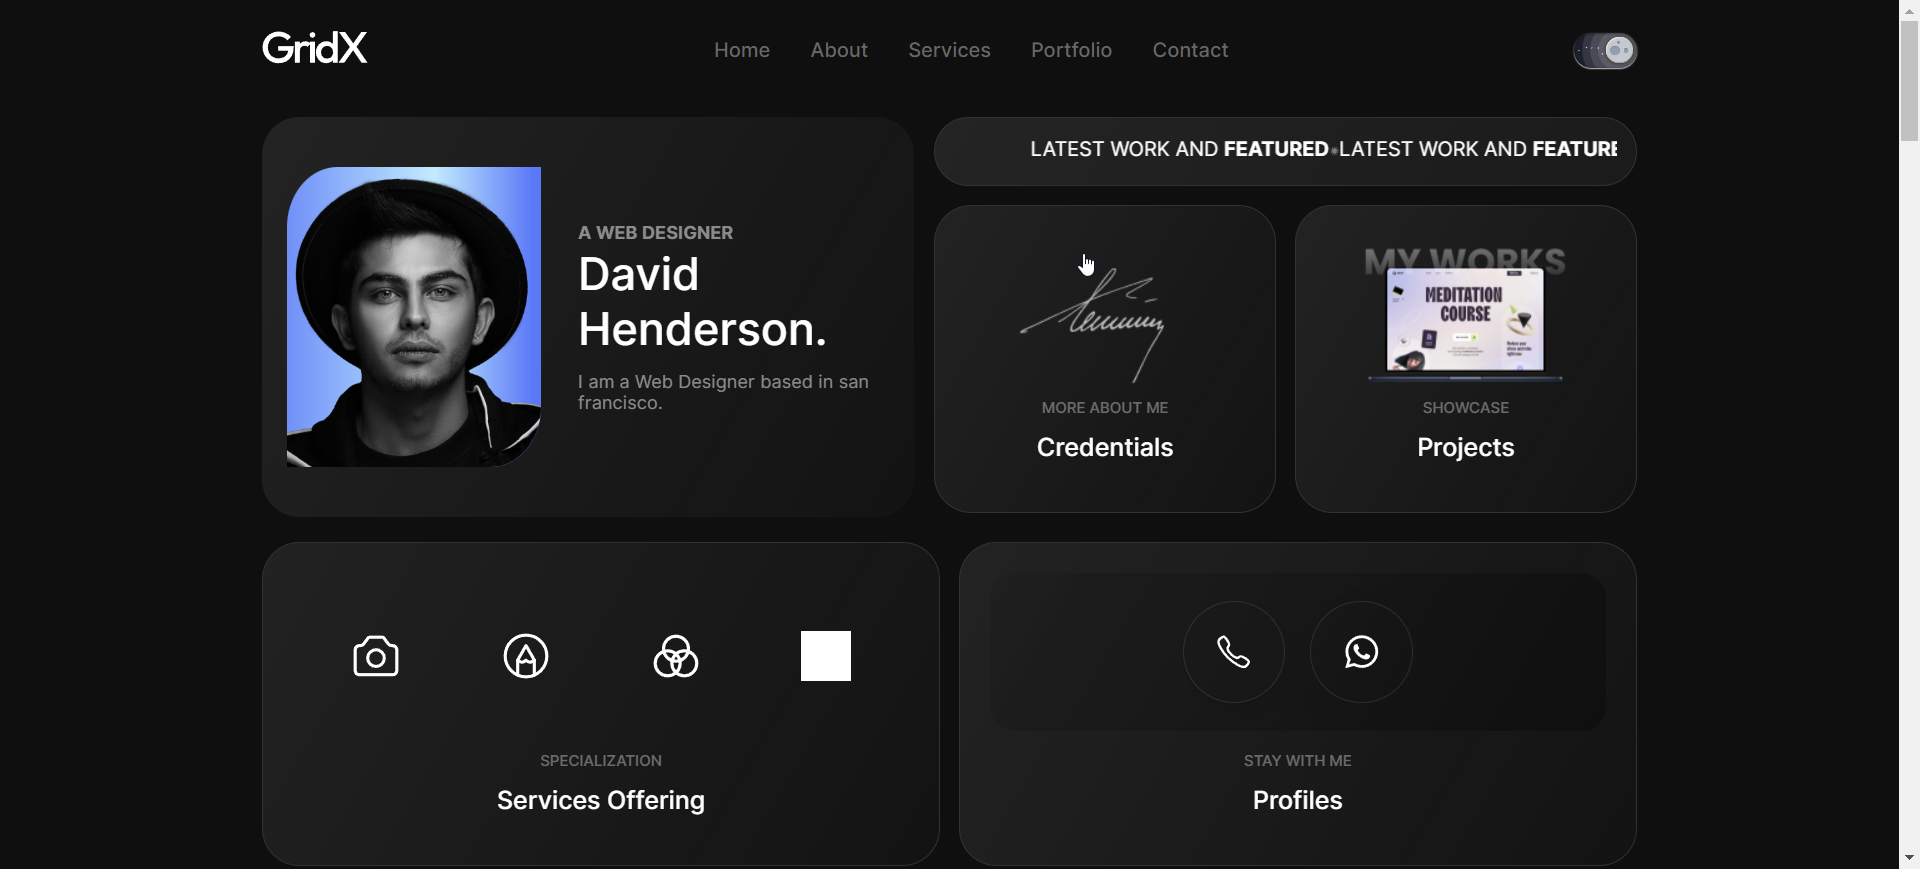 GridX
Home
About
Services
Portfolio
Contact
LATEST WORK AND FEATURED•LATEST WORK AND FEATURE
A WEB DESIGNER
David
Henderson.
I am a Web Designer based in san
francisco.
MORE ABOUT ME
Credentials
MY WORKS
MEDITATION
COURSE
SHOWCASE
Projects
SPECIALIZATION
Services Offering
STAY WITH ME
Profiles